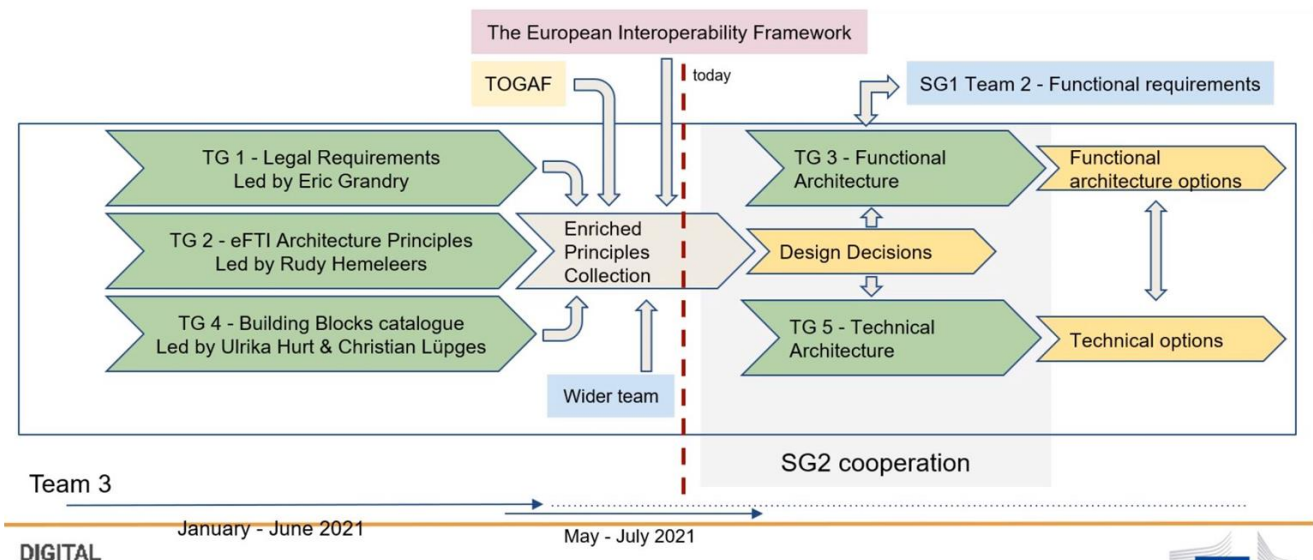 The European Interoperability Framework
TOGAF
today
SG1 Team 2 - Functional requirements
TG 1 - Legal Requirements
Led by Eric Grandry
TG 2 - eFTI Architecture Principles
Led by Rudy Hemeleers
TG 4 - Building Blocks catalogue
Led by Ulrika Hurt & Christian Lüpges
Enriched
Principles
Collection
Wider team
TG 3 - Functional
Architecture
Functional
architecture options
Design Decisions
TG 5 - Technical
Architecture
Technical options
SG2 cooperation
Team 3
January - June 2021
May - July 2021
DIGITAL